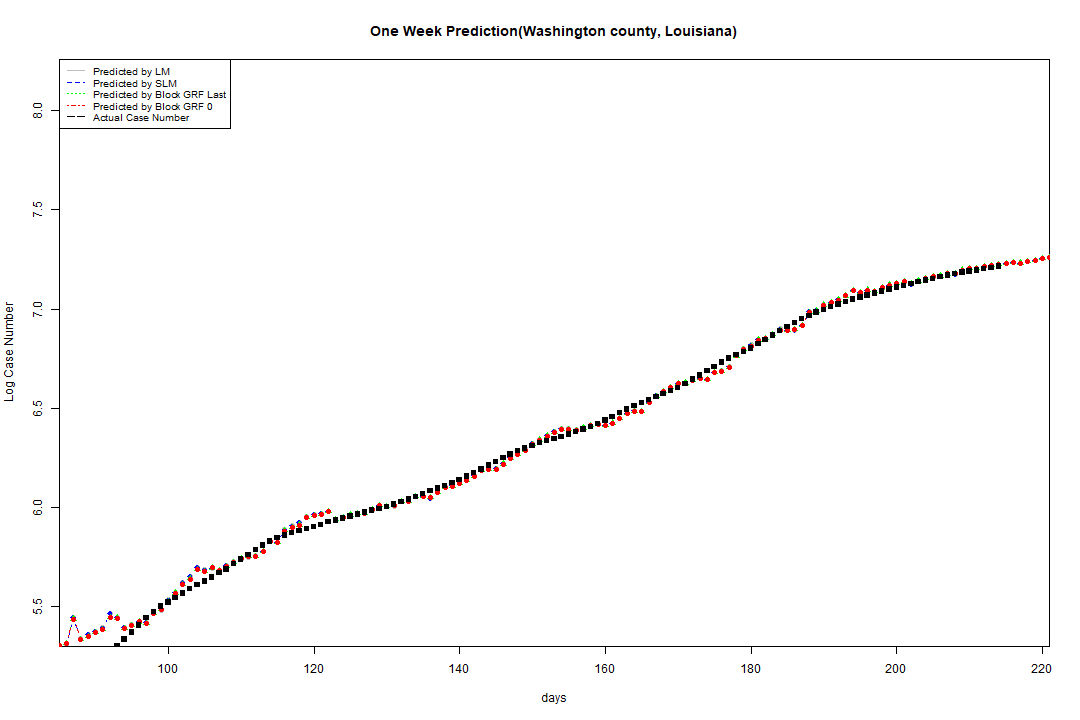 One Week Prediction(Washington county, Louisiana)
Predicted by LM
Predicted by SLM
Predicted by Block GRF Last
Predicted by Block GRF 0
Actual Case Number
8.0
7.5
7.0
6.5
6.0
5.5
Log Case Number
100 120 140 160 180 200 220
days